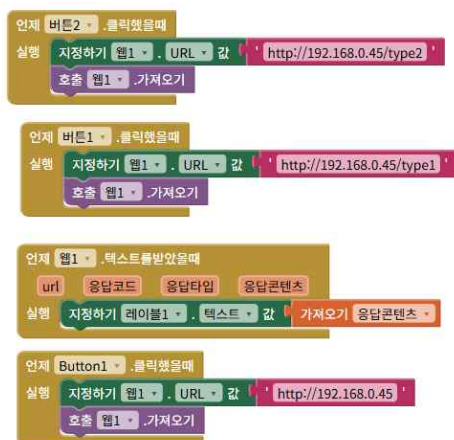 언제 버튼2 .클릭했을때
실행 지정하기 웹1 . URL 값 ' http://192.168.0.45/type2 '
호출 웹1 .가져오기
언제 버튼1 .클릭했을때
실행 지정하기 웹1 . URL 값 ' http://192.168.0.45/type1 '
호출 웹1 .가져오기
언제 웹1 .텍스트를받았을때
url 응답코드 응답타입 응답콘텐츠
실행 지정하기 레이블1 . 텍스트 값 가져오기 응답콘텐츠
언제 Button1 .클릭했을때
실행 지정하기 웹1 . URL 값 ' http://192.168.0.45 '
호출 웹1 .가져오기